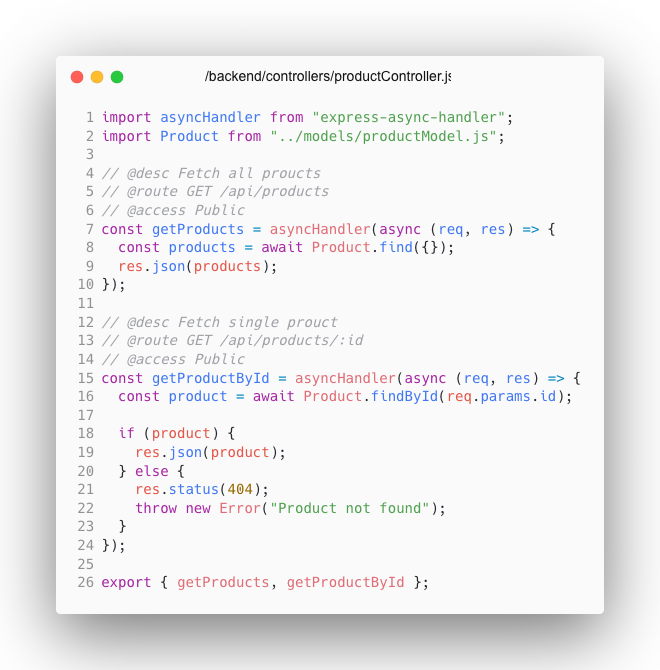 /backend/controllers/productController.js
1 import asyncHandler from "express-async-handler";
2 import Product from "../models/productModel.js";
3
4 // @desc Fetch all proucts
5 // @route GET /api/products
6 // @access Public
7 const getProducts = asyncHandler(async (req, res) => {
8   const products = await Product.find({});
9   res.json(products);
10 });
11
12 // @desc Fetch single prouct
13 // @route GET /api/products/:id
14 // @access Public
15 const getProductById = asyncHandler(async (req, res) => {
16   const product = await Product.findById(req.params.id);
17
18   if (product) {
19     res.json(product);
20   } else {
21     res.status(404);
22     throw new Error("Product not found");
23   }
24 });
25
26 export { getProducts, getProductById };